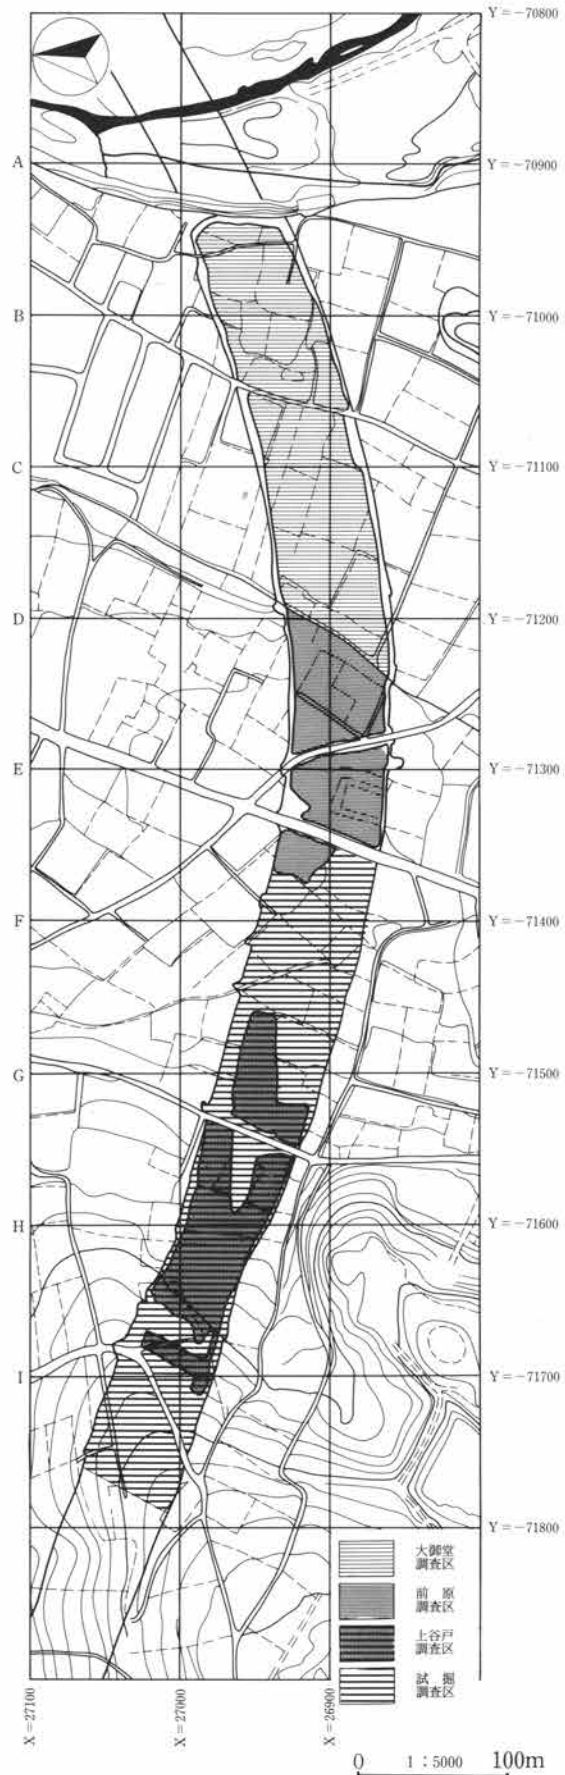 Y=-70800
A
Y=-70900
B
Y=-71000
C
Y=-71100
D
Y=-71200
E
Y=-71300
F
Y=-71400
G
Y=-71500
H
Y=-71600
I
Y=-71700
Y=-71800
大御堂
調査区
前原
調査区
上谷戸
調査区
試掘
調査区
X=27100
X=27000
X=26900
0 1:5000 100m